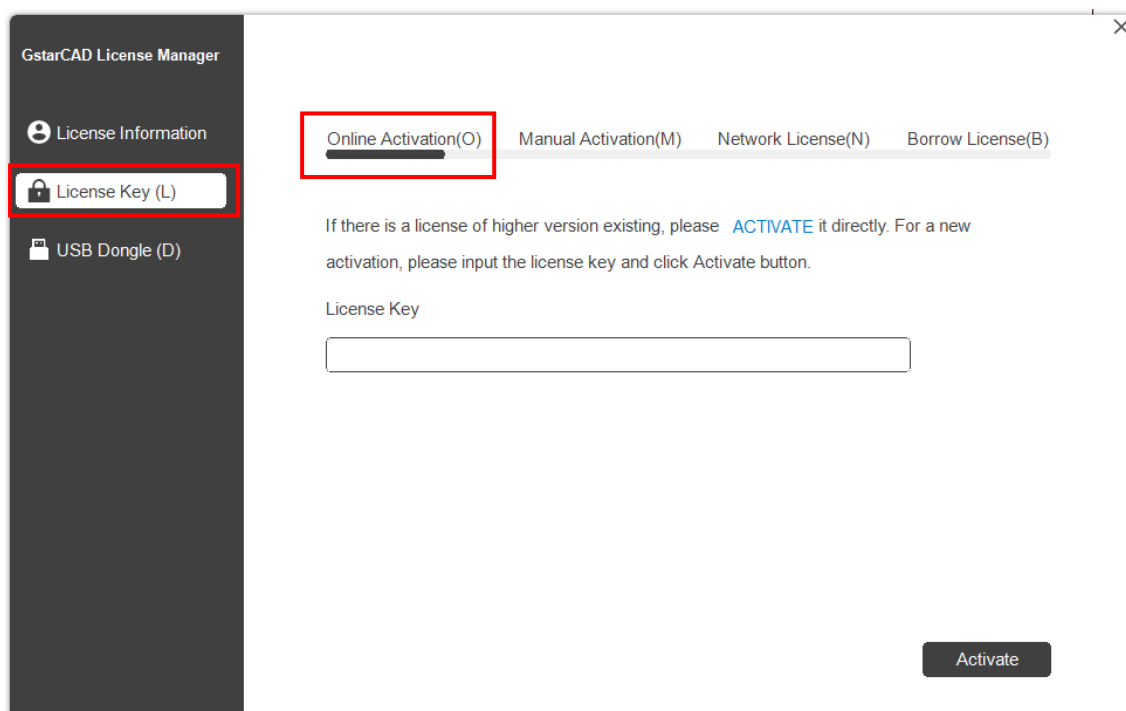 GstarCAD License Manager
License Information
License Key (L)
USB Dongle (D)
Online Activation(O) Manual Activation(M) Network License(N) Borrow License(B)
If there is a license of higher version existing, please ACTIVATE it directly. For a new
activation, please input the license key and click Activate button.
License Key
Activate